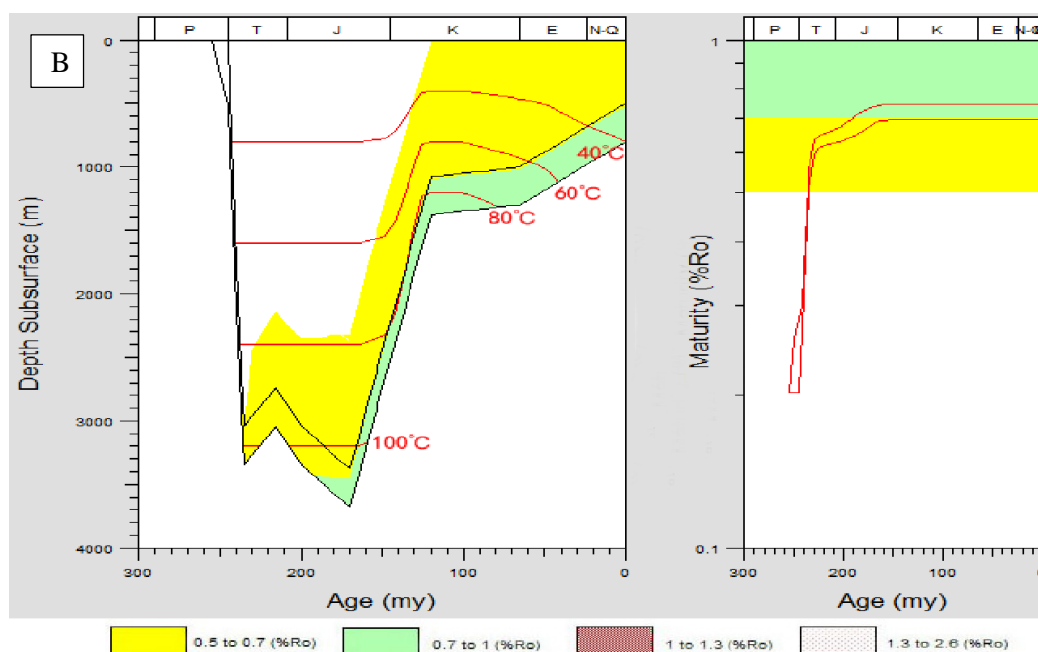 B
P T J K E N-Q
0
1000
2000
3000
4000
Depth Subsurface (m)
40°C
60°C
80°C
100°C
300 200 100 0
Age (my)
P T J K E
1
0.1
Maturity (%Ro)
300 200 100 0
Age (my)
0.5 to 0.7 (%Ro) 0.7 to 1 (%Ro) 1 to 1.3 (%Ro) 1.3 to 2.6 (%Ro)